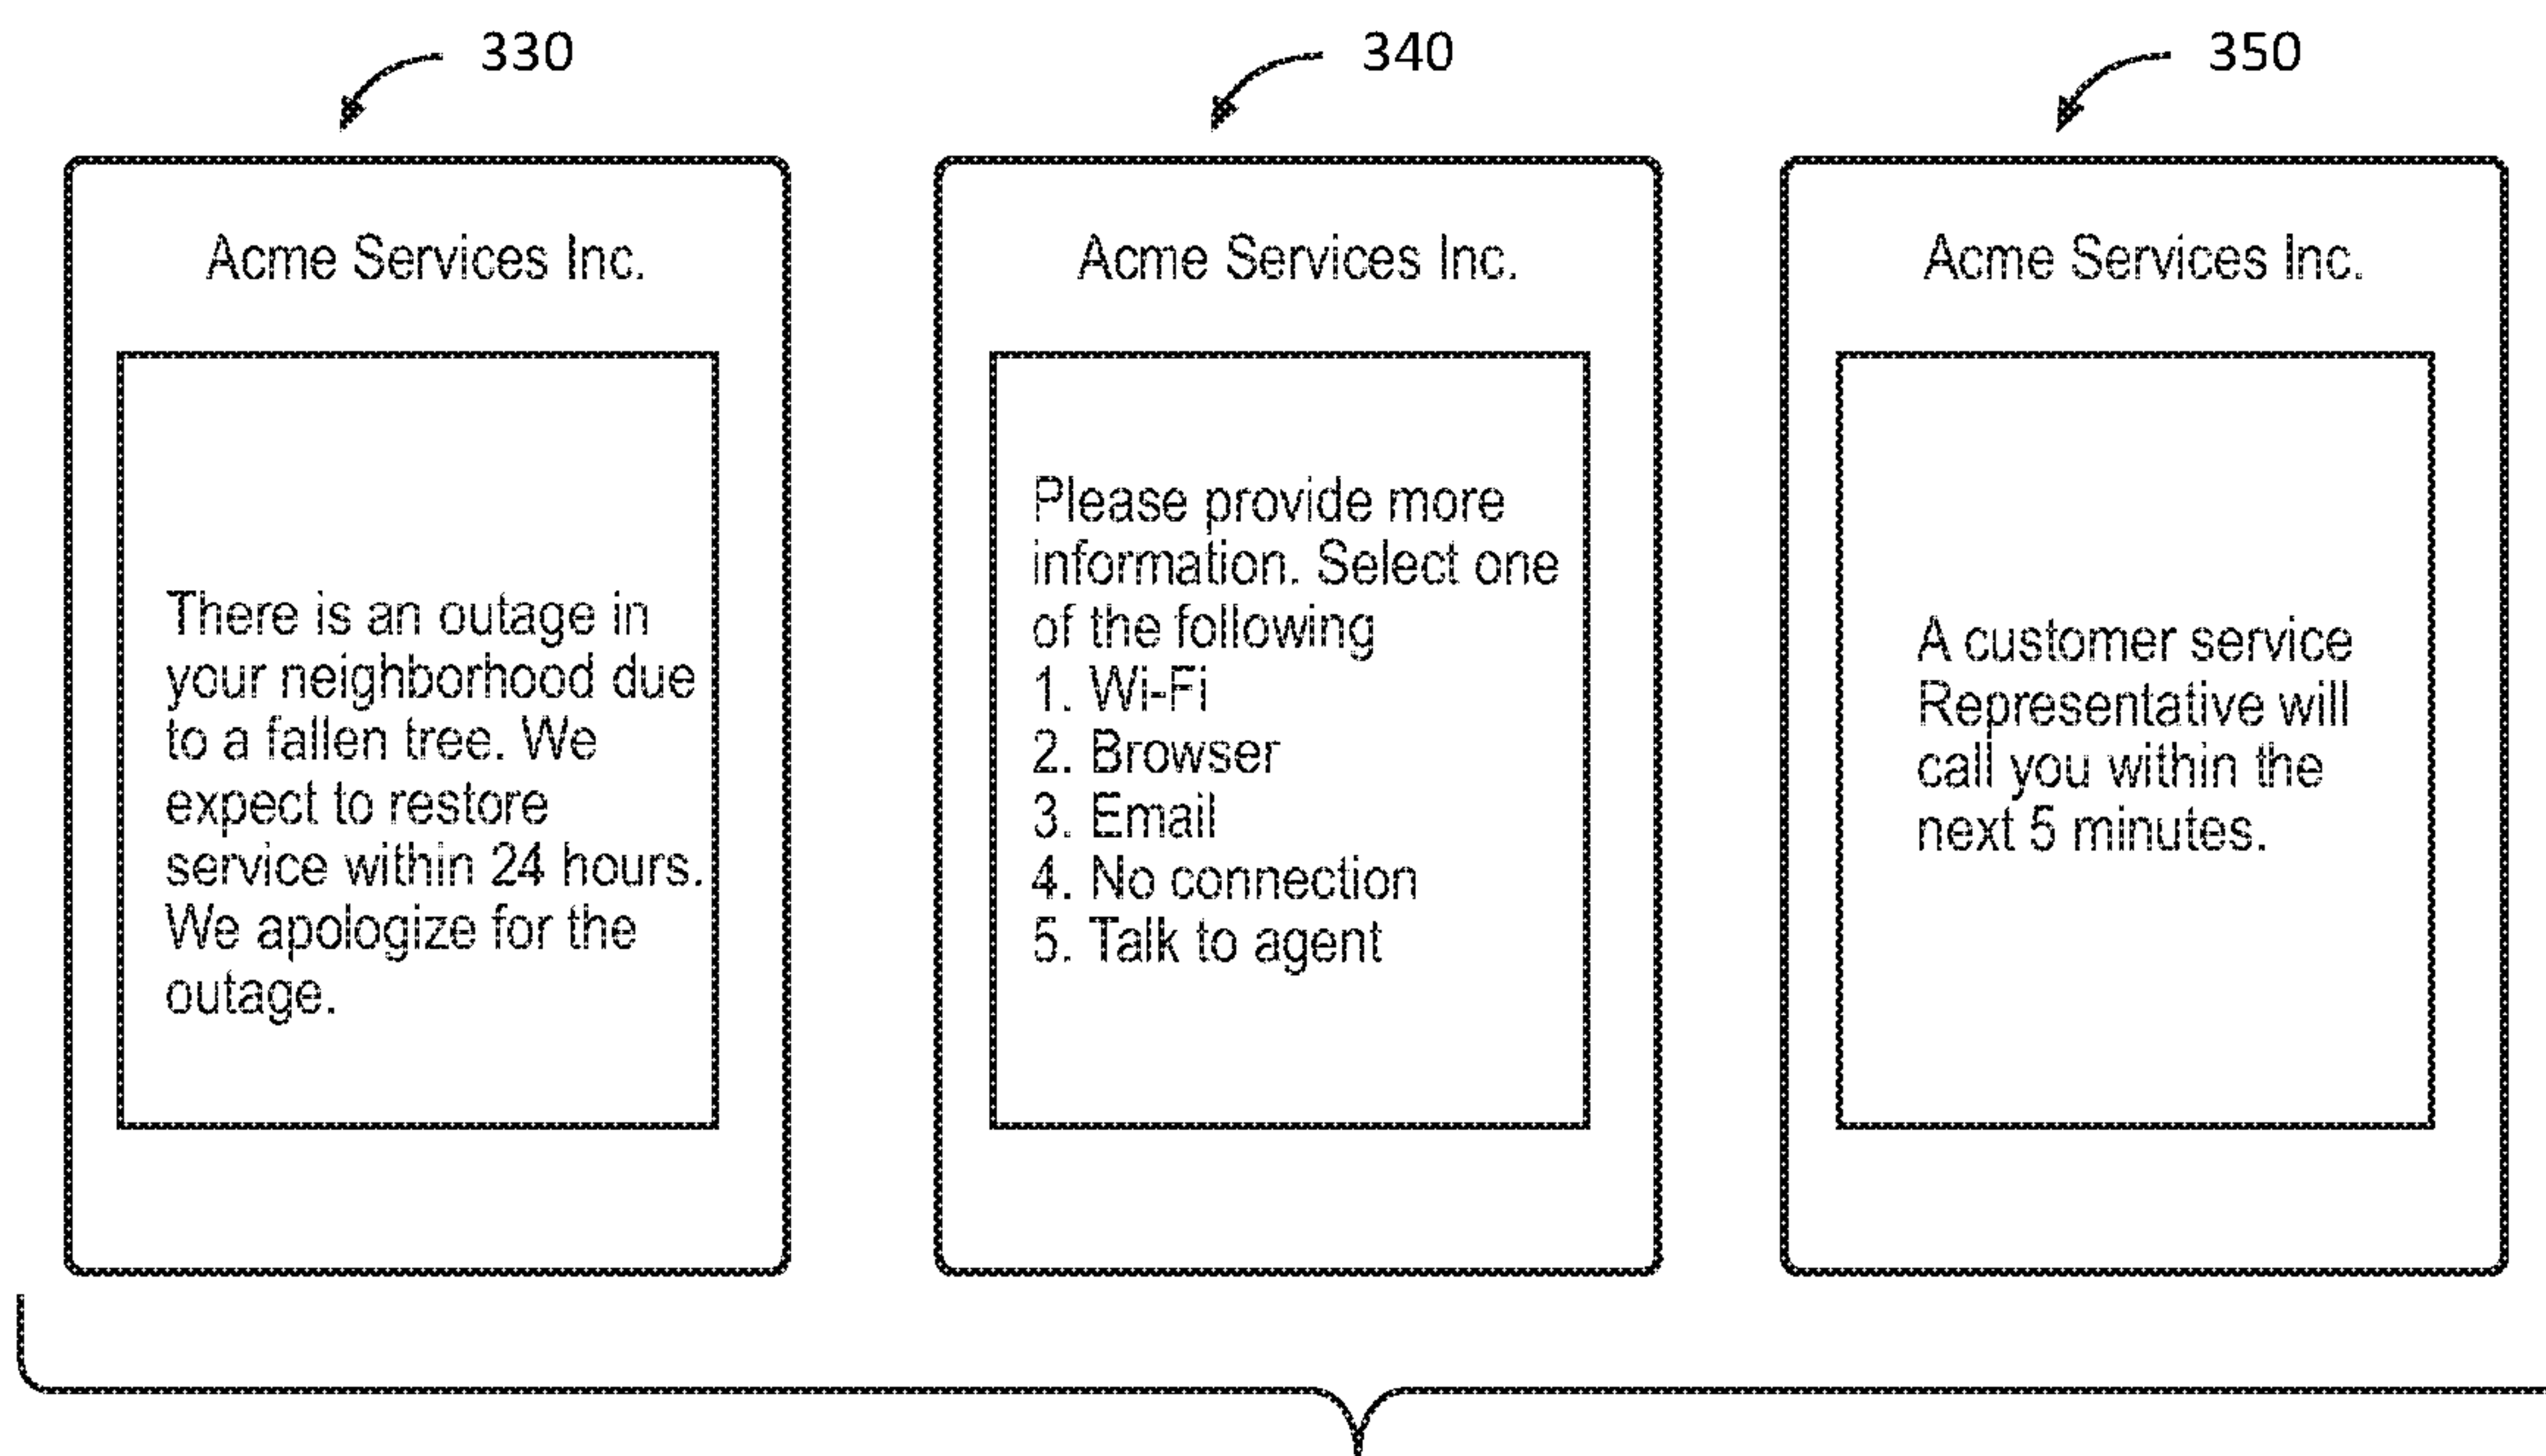 330
Acme Services Inc.
There is an outage in
your neighborhood due
to a fallen tree. We
expect to restore
service within 24 hours.
We apologize for the
outage.
340
Acme Services Inc.
Please provide more
information. Select one
of the following
1. Wi-Fi
2. Browser
3. Email
4. No connection
5. Talk to agent
350
Acme Services Inc.
A customer service
Representative will
call you within the
next 5 minutes.